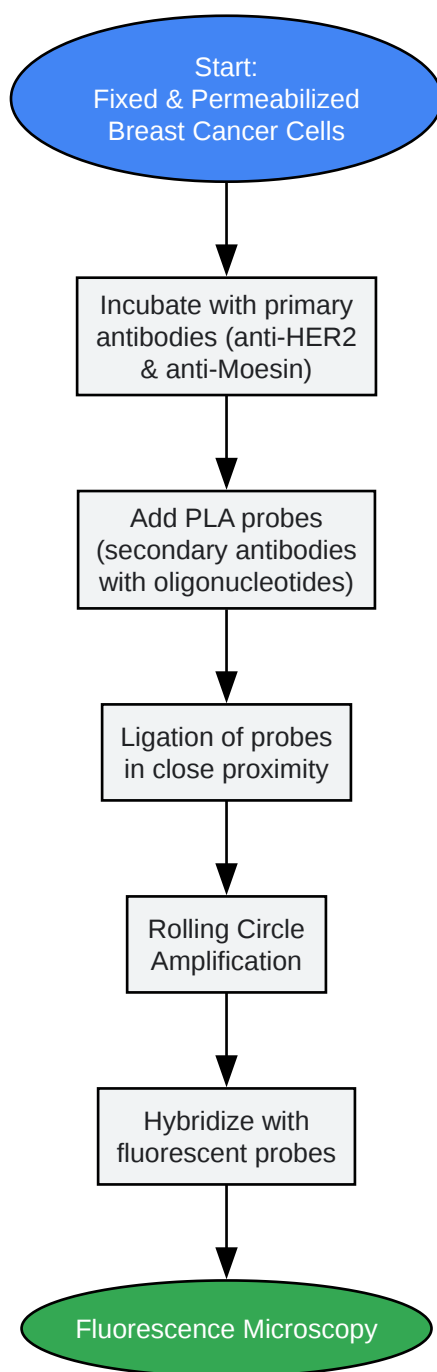 Start:
Fixed & Permeabilized
Breast Cancer Cells
Incubate with primary
antibodies (anti-HER2
& anti-Moesin)
Add PLA probes
(secondary antibodies
with oligonucleotides)
Ligation of probes
in close proximity
Rolling Circle
Amplification
Hybridize with
fluorescent probes
Fluorescence Microscopy